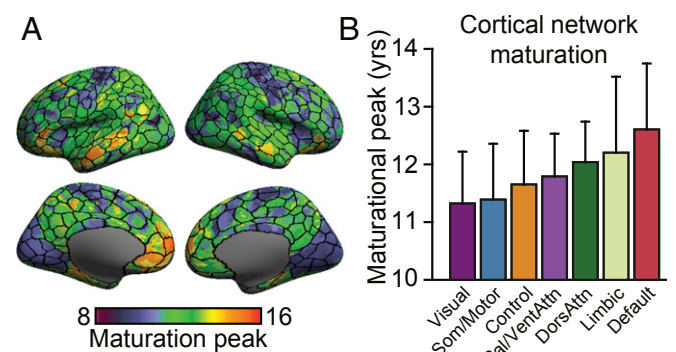 A
8 16
Maturation peak
B
Cortical network
maturation
Maturational peak (yrs)
14
13
12
11
10
Visual
Som/Motor
Control
Sal/VentAttn
DorsAttn
Limbic
Default